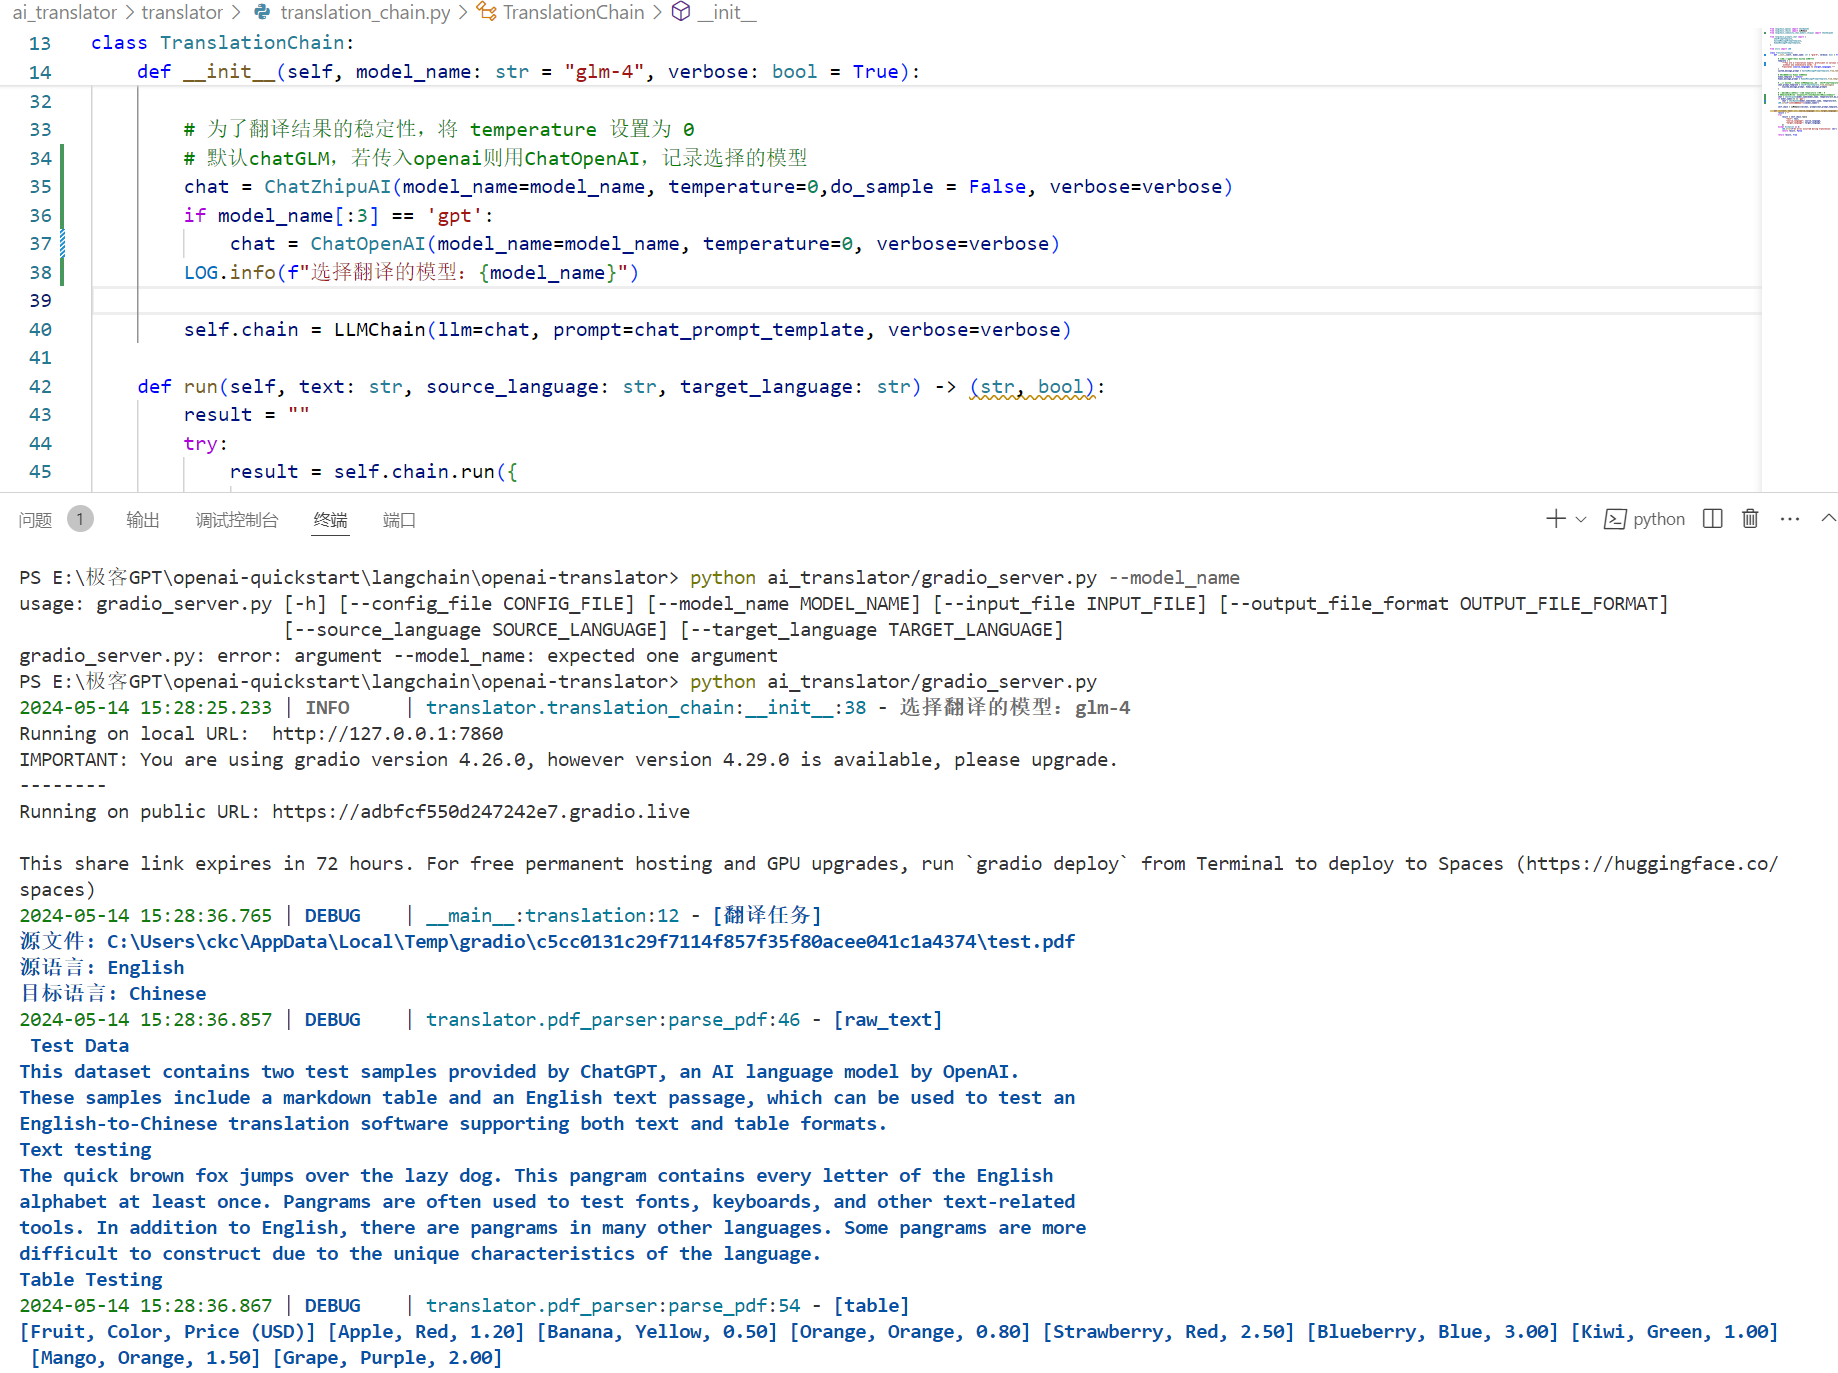 ai_translator > translator > translation_chain.py > TranslationChain > __init__
13 class TranslationChain:
14 def __init__(self, model_name: str = "glm-4", verbose: bool = True):
32
33 # 为了翻译结果的稳定性，将 temperature 设置为 0
34 # 默认chatGLM，若传入openai则用ChatOpenAI，记录选择的模型
35 chat = ChatZhipuAI(model_name=model_name, temperature=0,do_sample = False, verbose=verbose)
36 if model_name[:3] == 'gpt':
37 chat = ChatOpenAI(model_name=model_name, temperature=0, verbose=verbose)
38 LOG.info(f"选择翻译的模型：{model_name}")
39
40 self.chain = LLMChain(llm=chat, prompt=chat_prompt_template, verbose=verbose)
41
42 def run(self, text: str, source_language: str, target_language: str) -> (str, bool):
43 result = ""
44 try:
45 result = self.chain.run({
问题 1 输出 调试控制台 终端 端口 python
PS E:\极客GPT\openai-quickstart\langchain\openai-translator> python ai_translator/gradio_server.py --model_name
usage: gradio_server.py [-h] [--config_file CONFIG_FILE] [--model_name MODEL_NAME] [--input_file INPUT_FILE] [--output_file_format OUTPUT_FILE_FORMAT]
[--source_language SOURCE_LANGUAGE] [--target_language TARGET_LANGUAGE]
gradio_server.py: error: argument --model_name: expected one argument
PS E:\极客GPT\openai-quickstart\langchain\openai-translator> python ai_translator/gradio_server.py
2024-05-14 15:28:25.233 | INFO | translator.translation_chain:__init__:38 - 选择翻译的模型：glm-4
Running on local URL: http://127.0.0.1:7860
IMPORTANT: You are using gradio version 4.26.0, however version 4.29.0 is available, please upgrade.
--------
Running on public URL: https://adbfcf550d247242e7.gradio.live
This share link expires in 72 hours. For free permanent hosting and GPU upgrades, run `gradio deploy` from Terminal to deploy to Spaces (https://huggingface.co/
spaces)
2024-05-14 15:28:36.765 | DEBUG | __main__:translation:12 - [翻译任务]
源文件：C:\Users\ckc\AppData\Local\Temp\gradio\c5cc0131c29f7114f857f35f80acee041c1a4374\test.pdf
源语言：English
目标语言：Chinese
2024-05-14 15:28:36.857 | DEBUG | translator.pdf_parser:parse_pdf:46 - [raw_text]
Test Data
This dataset contains two test samples provided by ChatGPT, an AI language model by OpenAI.
These samples include a markdown table and an English text passage, which can be used to test an
English-to-Chinese translation software supporting both text and table formats.
Text testing
The quick brown fox jumps over the lazy dog. This pangram contains every letter of the English
alphabet at least once. Pangrams are often used to test fonts, keyboards, and other text-related
tools. In addition to English, there are pangrams in many other languages. Some pangrams are more
difficult to construct due to the unique characteristics of the language.
Table Testing
2024-05-14 15:28:36.867 | DEBUG | translator.pdf_parser:parse_pdf:54 - [table]
[Fruit, Color, Price (USD)] [Apple, Red, 1.20] [Banana, Yellow, 0.50] [Orange, Orange, 0.80] [Strawberry, Red, 2.50] [Blueberry, Blue, 3.00] [Kiwi, Green, 1.00]
[Mango, Orange, 1.50] [Grape, Purple, 2.00]